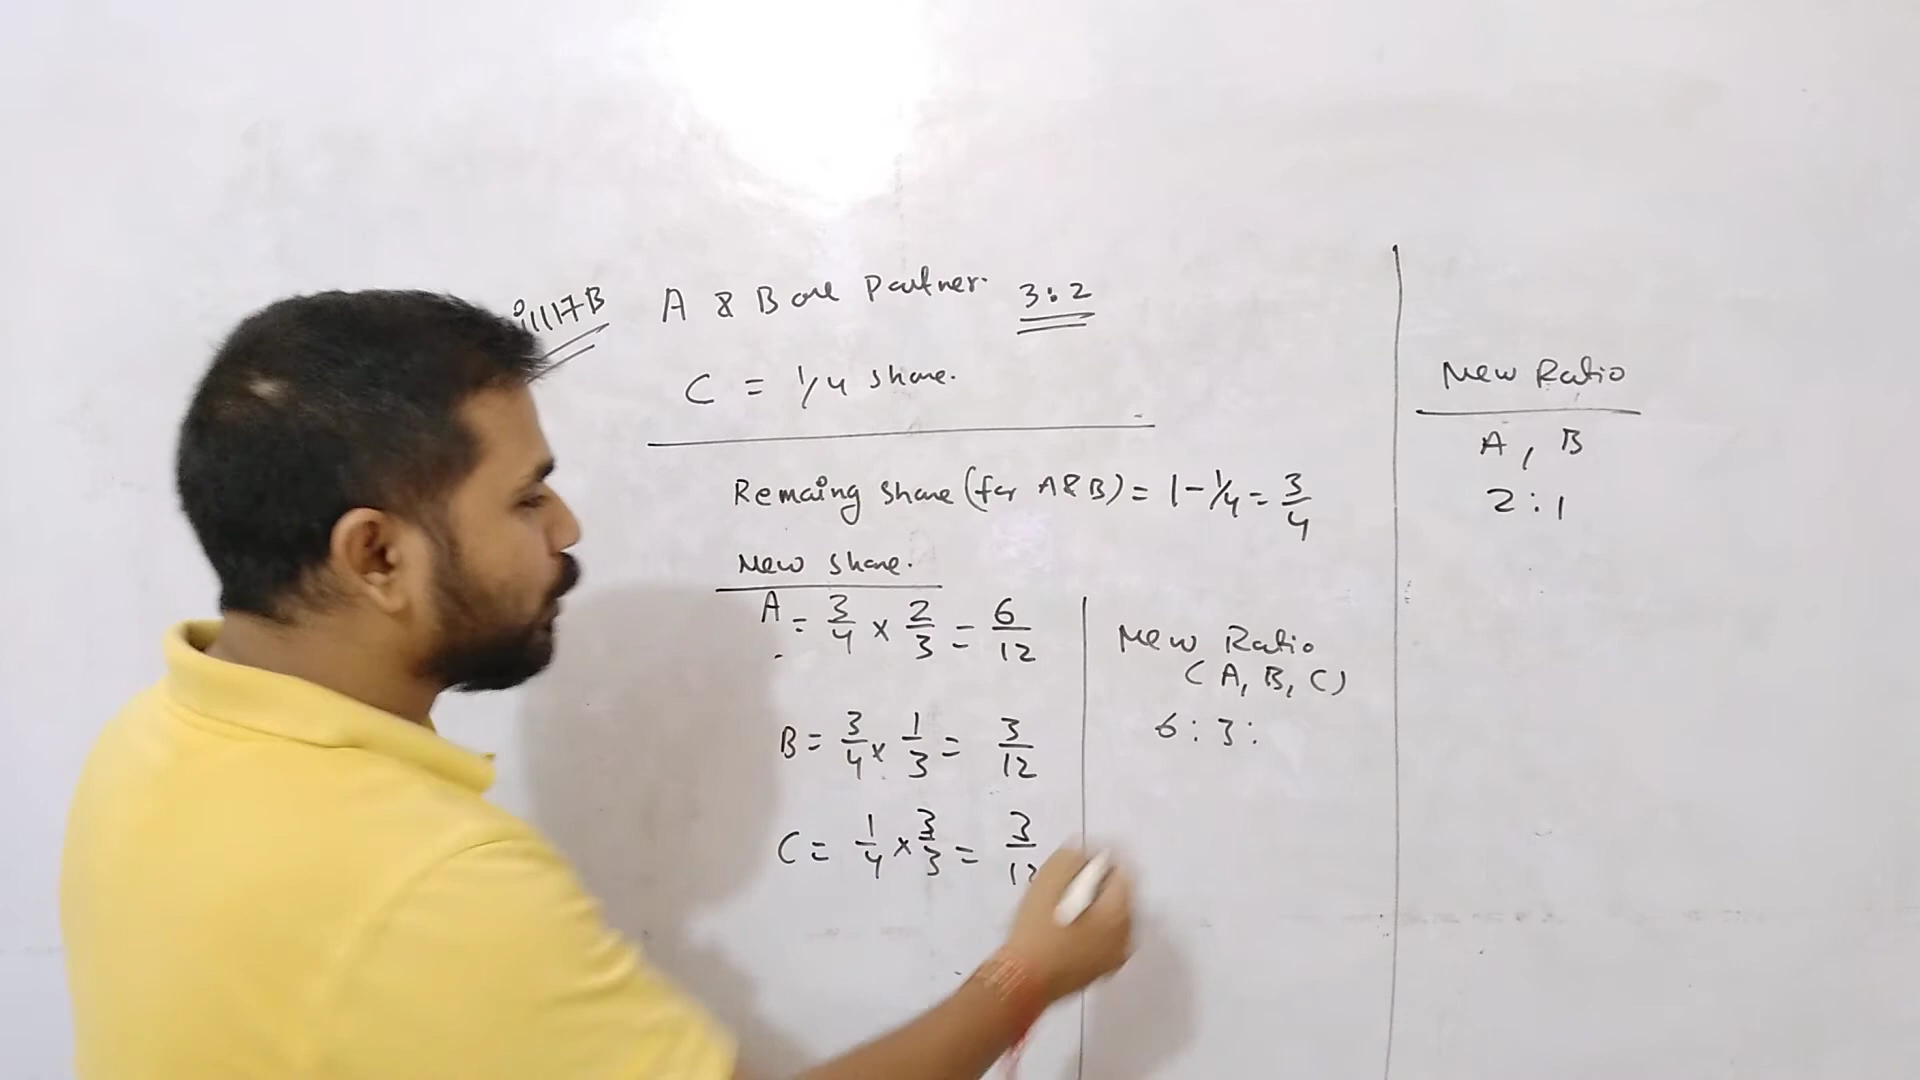 A & B are Partner. 3:2
C = 1/4 share.
Remaing share (for A&B) = 1 - 1/4 = 3/4
New share.
A = 3/4 x 2/3 = 6/12
B = 3/4 x 1/3 = 3/12
C = 1/4 x 3/3 = 3/12
New Ratio
(A, B, C)
6 : 3 :
New Ratio
A , B
2 : 1